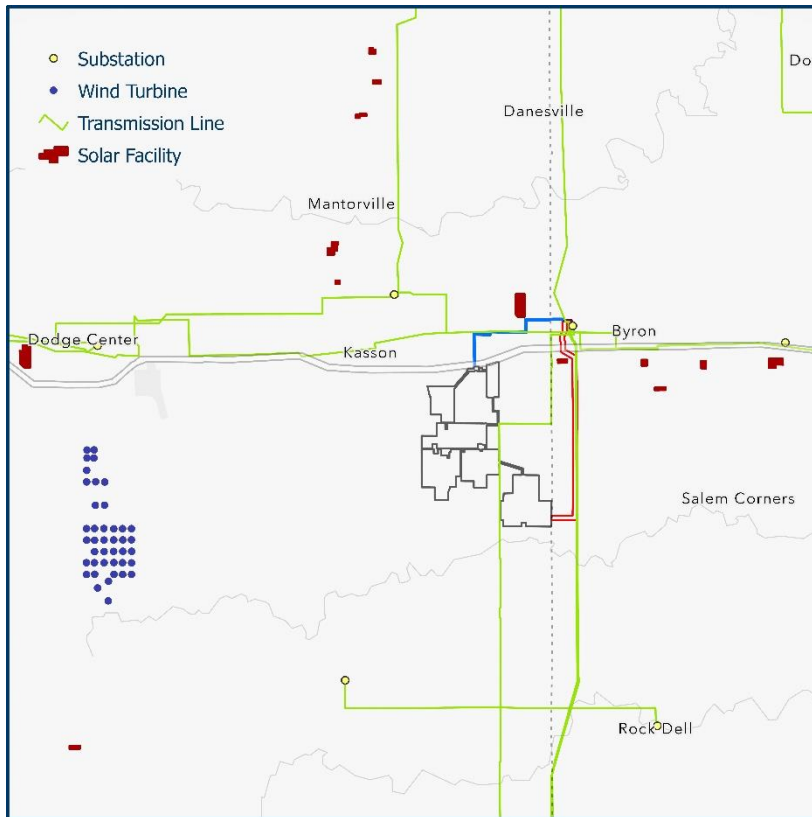 Substation
Wind Turbine
Transmission Line
Solar Facility
Do
Danesville
Mantorville
Dodge Center
Kasson
Byron
Salem Corners
Rock Dell